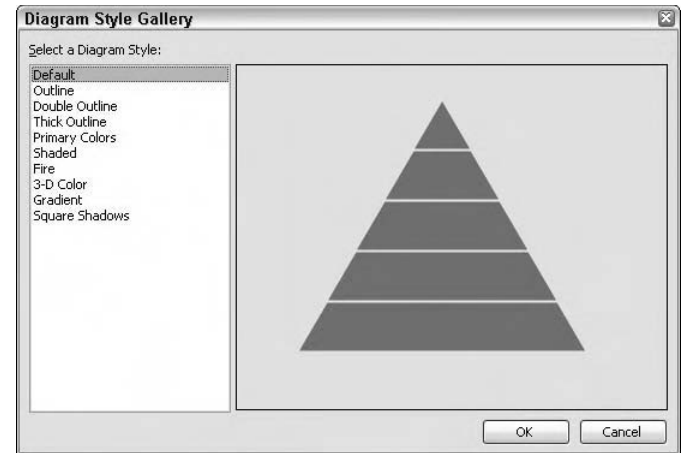 Diagram Style Gallery
Select a Diagram Style:
Default
Outline
Double Outline
Thick Outline
Primary Colors
Shaded
Fire
3-D Color
Gradient
Square Shadows
OK
Cancel